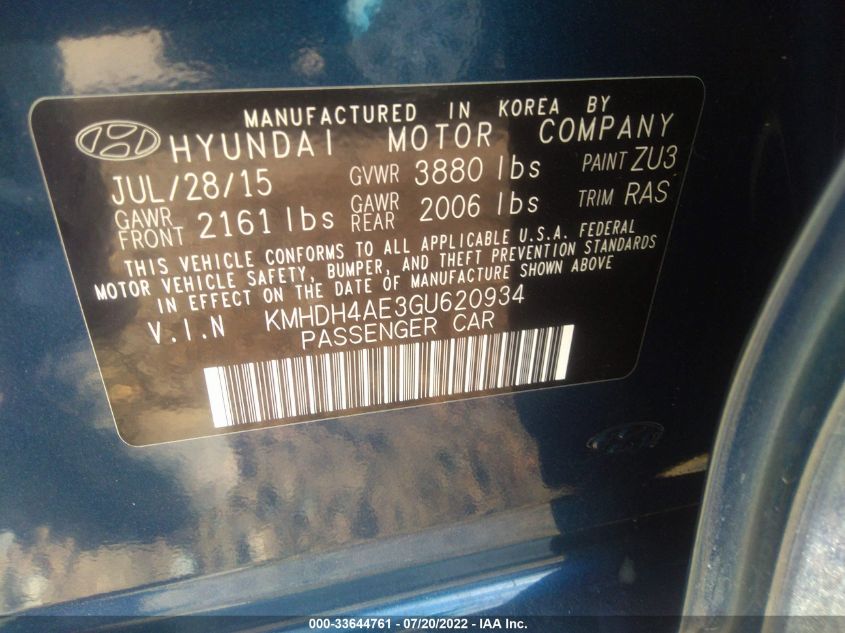 MANUFACTURED IN KOREA BY
HYUNDAI MOTOR COMPANY
JUL/28/15 GVWR 3880 lbs PAINT ZU3
GAWR FRONT 2161 lbs GAWR REAR 2006 lbs TRIM RAS
THIS VEHICLE CONFORMS TO ALL APPLICABLE U.S.A. FEDERAL
MOTOR VEHICLE SAFETY, BUMPER, AND THEFT PREVENTION STANDARDS
IN EFFECT ON THE DATE OF MANUFACTURE SHOWN ABOVE
V.I.N KMHDH4AE3GU620934
PASSENGER CAR
000-33644761 - 07/20/2022 - IAA Inc.